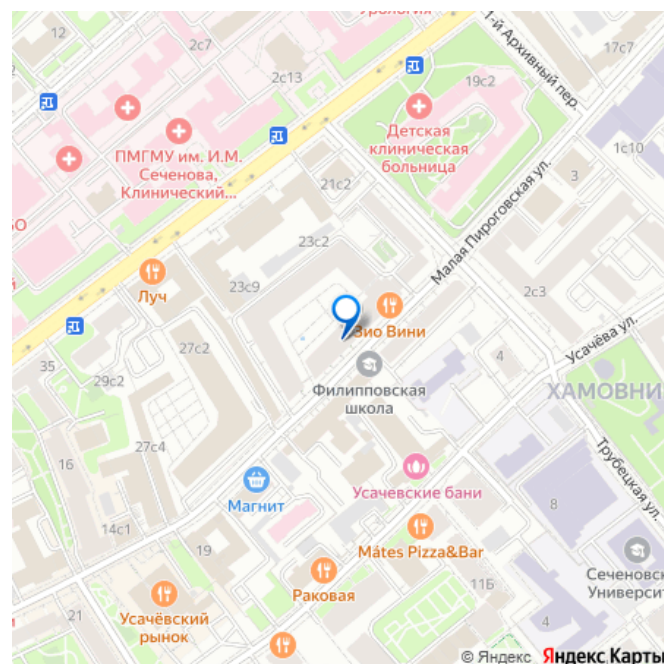 Урология
12
2с7
2с13
1-й Архивный пер.
17с7
19с2
Детская
клиническая
больница
ПМГМУ им. И.М.
Сеченова,
Клинический...
1с10
3
21с2
Малая Пироговская ул.
23с2
Луч
23с9
Зио Вини
2с3
Усачёва ул.
27с2
35
29с2
Филипповская
школа
4
ХАМОВНИ
27с4
16
Магнит
Усачевские бани
Трубецкая ул.
14с1
8
19
Mátes Pizza&Bar
Раковая
11Б
Сеченовск
Университ
21
Усачёвский
рынок
4
© Яндекс Яндекс Карты